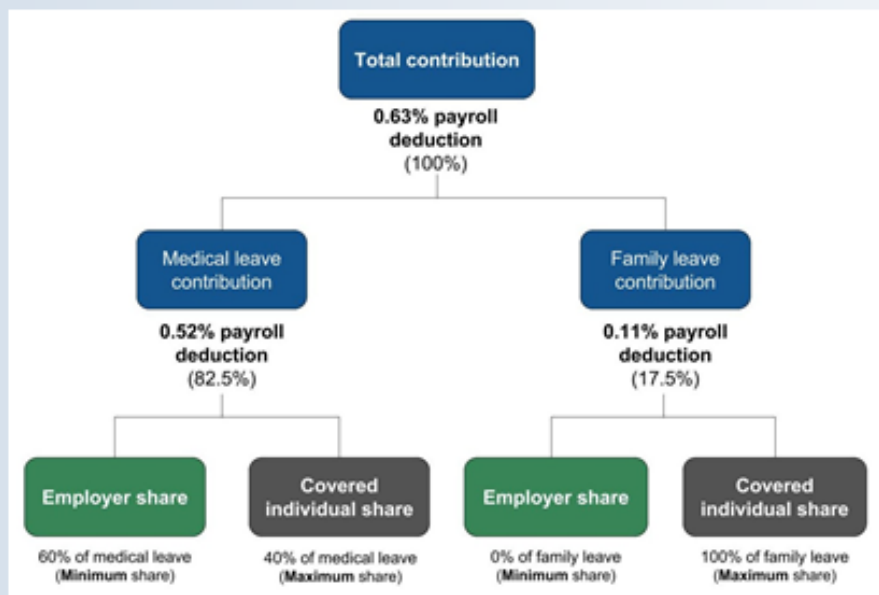 Total contribution
0.63% payroll
deduction
(100%)
Medical leave
contribution
Family leave
contribution
0.52% payroll
deduction
(82.5%)
0.11% payroll
deduction
(17.5%)
Employer share
Covered
individual share
Employer share
Covered
individual share
60% of medical leave
(Minimum share)
40% of medical leave
(Maximum share)
0% of family leave
(Minimum share)
100% of family leave
(Maximum share)